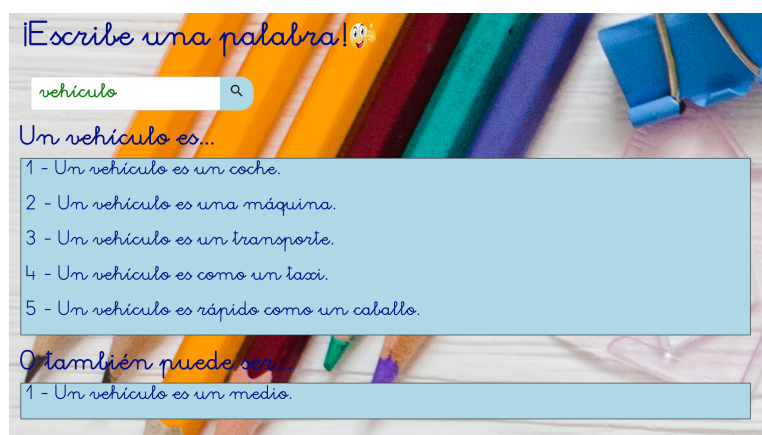 ¡Escribe una palabra!
vehículo
Un vehículo es...
1 - Un vehículo es un coche.
2 - Un vehículo es una máquina.
3 - Un vehículo es un transporte.
4 - Un vehículo es como un taxi.
5 - Un vehículo es rápido como un caballo.
O también puede ser...
1 - Un vehículo es un medio.